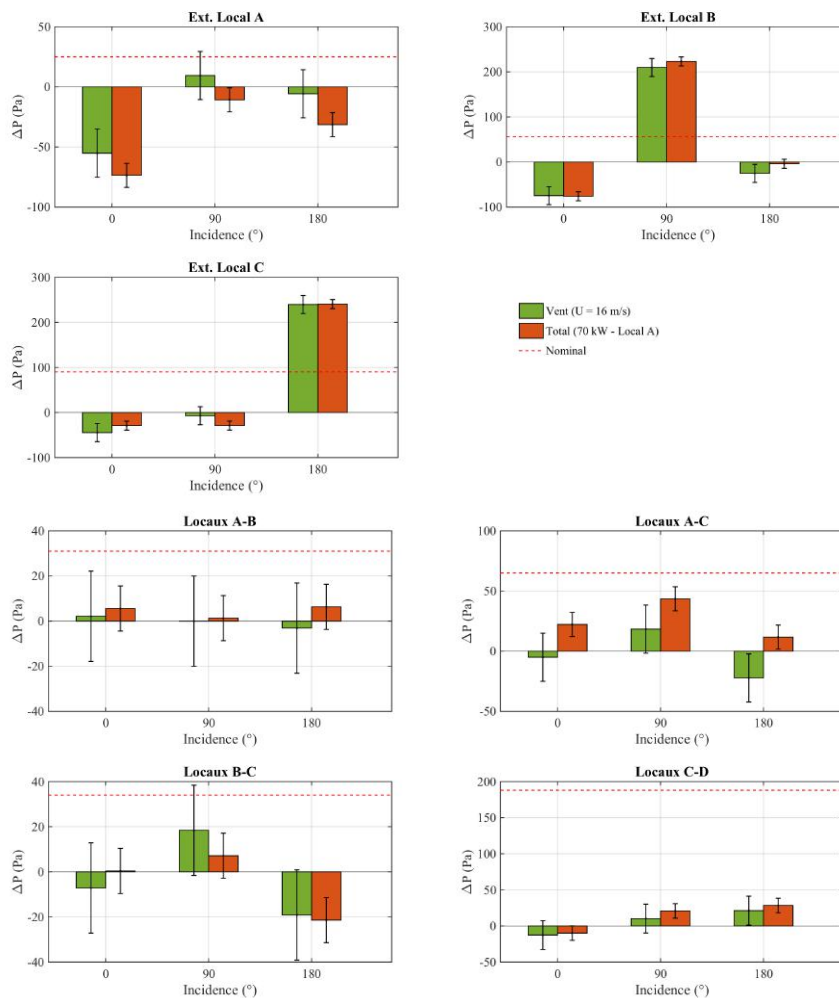 Ext. Local A
50
25
0
-50
-100
ΔP (Pa)
0 90 180
Incidence (°)
Ext. Local B
300
200
100
0
-100
ΔP (Pa)
0 90 180
Incidence (°)
Ext. Local C
300
200
100
0
-100
ΔP (Pa)
0 90 180
Incidence (°)
Vent (U = 16 m/s)
Total (70 kW - Local A)
Nominal
Locaux A-B
40
20
0
-20
-40
ΔP (Pa)
0 90 180
Incidence (°)
Locaux A-C
100
50
0
-50
ΔP (Pa)
0 90 180
Incidence (°)
Locaux B-C
40
20
0
-20
-40
ΔP (Pa)
0 90 180
Incidence (°)
Locaux C-D
200
150
100
50
0
-50
ΔP (Pa)
0 90 180
Incidence (°)